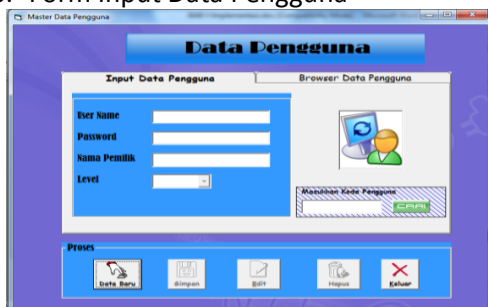 Form Input Data Pengguna
Master Data Pengguna
Data Pengguna
Input Data Pengguna
Browser Data Pengguna
User Name
Password
Nama Pemilik
Level
Masukkan Kode Pengguna
CARI
Proses
Data Baru
Simpan
Edit
Hapus
Keluar